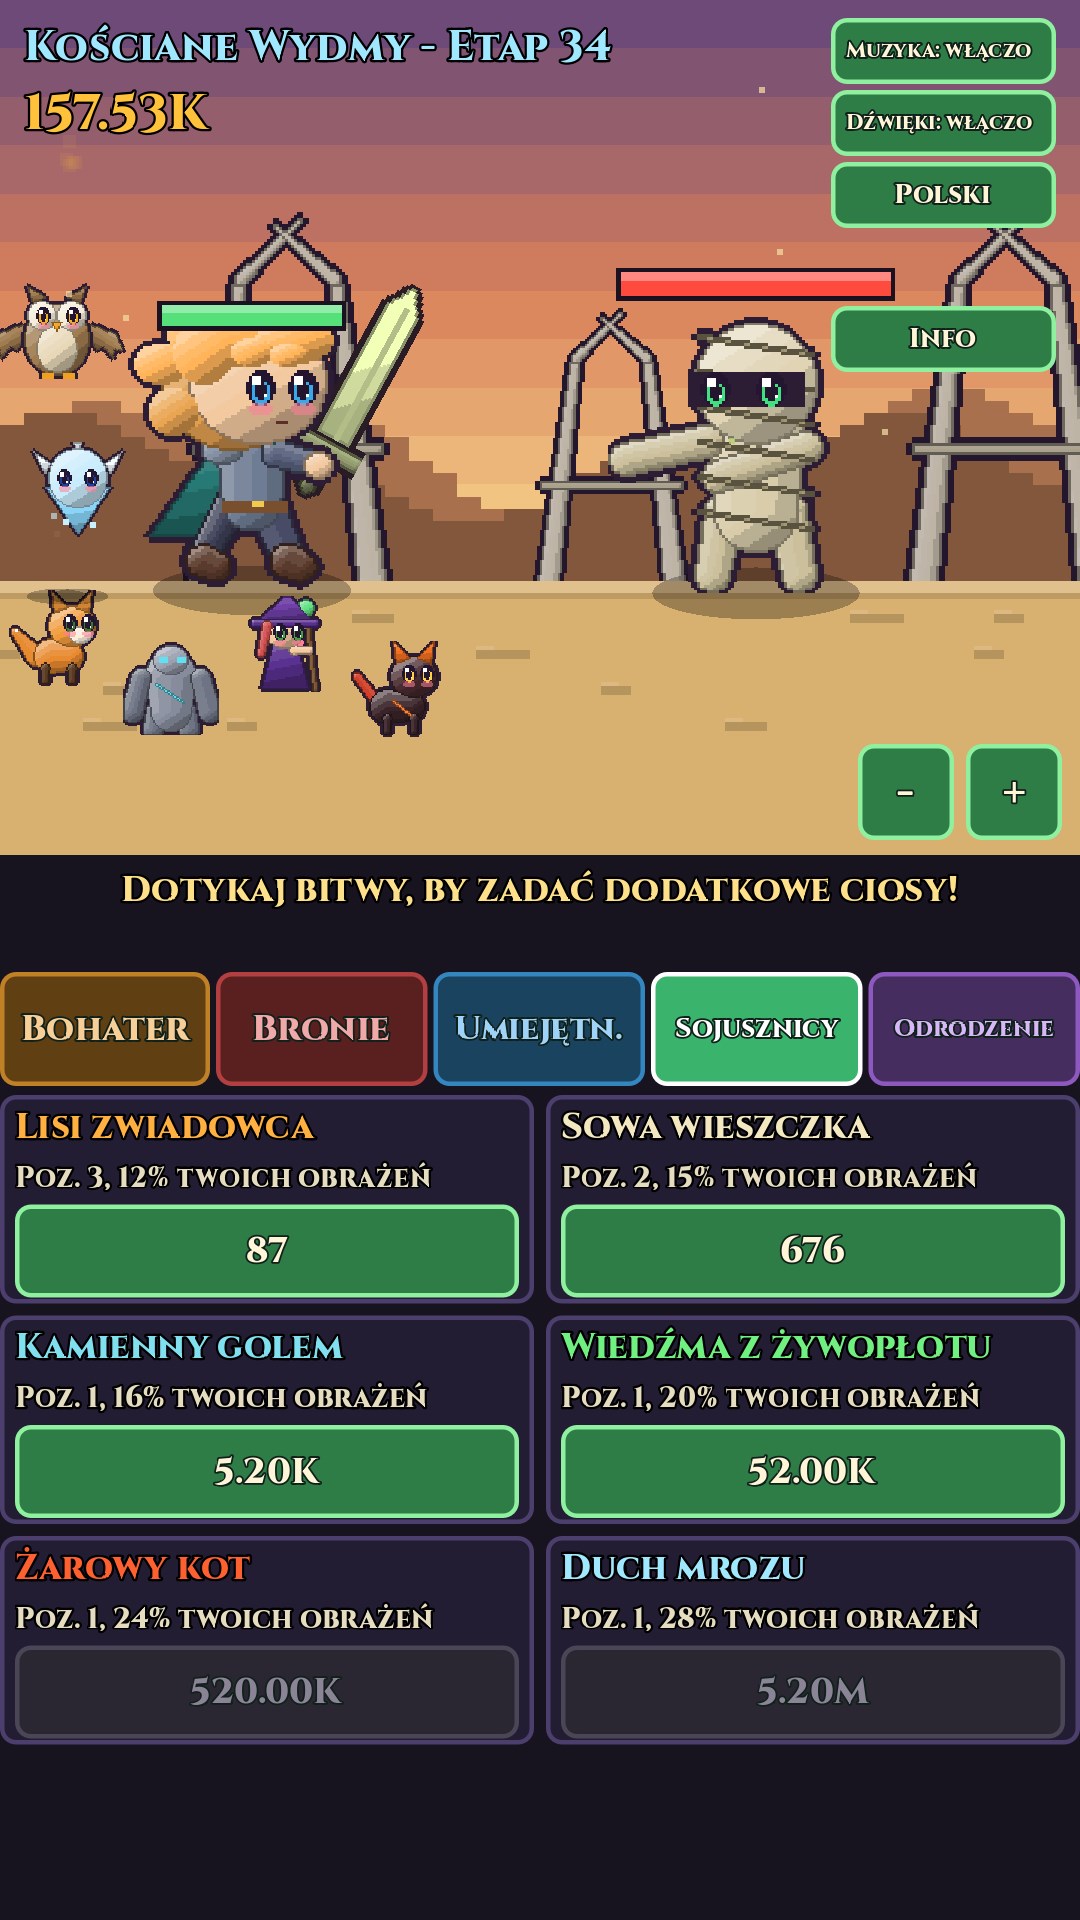 Kościane Wydmy - Etap 34
157.53K
Muzyka: włączo
Dźwięki: włączo
Polski
Info
-
+
Dotykaj bitwy, by zadać dodatkowe ciosy!
Bohater
Bronie
Umiejętn.
Sojusznicy
Odrodzenie
Lisi zwiadowca
Poz. 3, 12% twoich obrażeń
87
Sowa wieszczka
Poz. 2, 15% twoich obrażeń
676
Kamienny golem
Poz. 1, 16% twoich obrażeń
5.20K
Wiedźma z żywopłotu
Poz. 1, 20% twoich obrażeń
52.00K
Żarowy kot
Poz. 1, 24% twoich obrażeń
520.00K
Duch mrozu
Poz. 1, 28% twoich obrażeń
5.20M